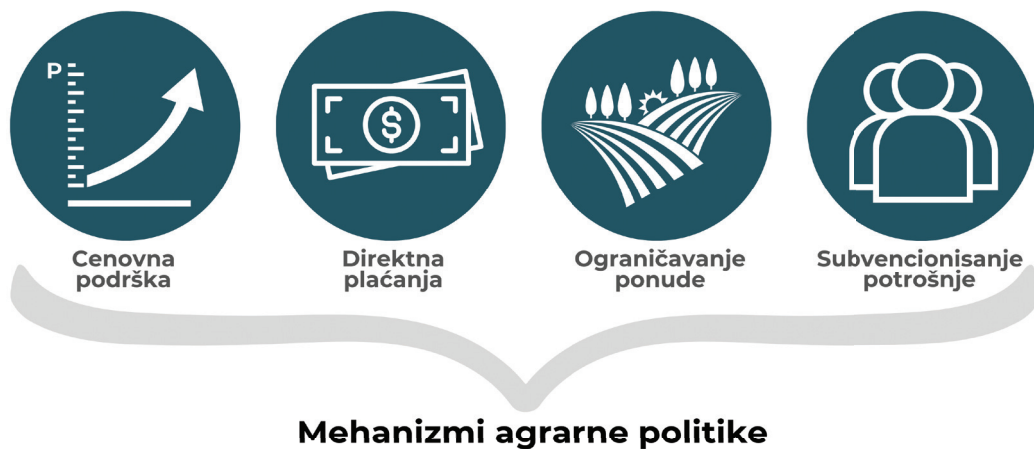 P
$
Cenovna
podrška
Direktna
plaćanja
Ograničavanje
ponude
Subvencionisanje
potrošnje
Mehanizmi agrarne politike